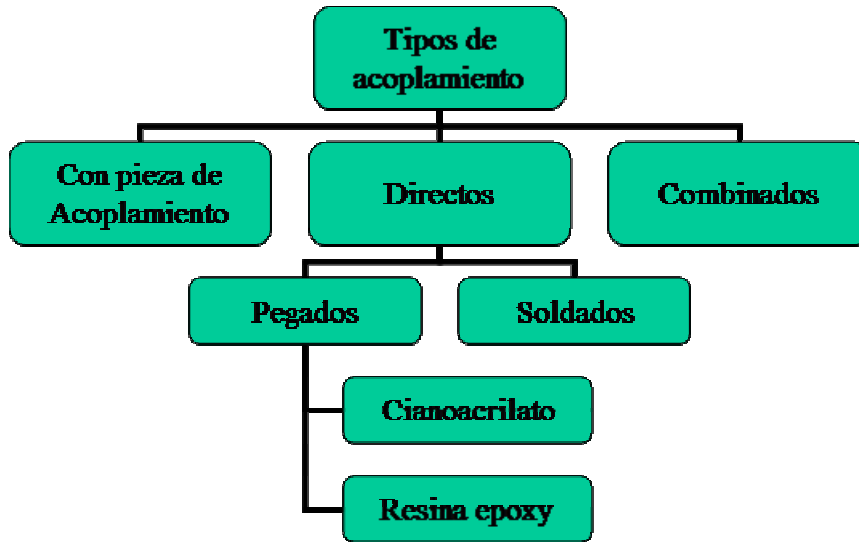 Tipos de
acoplamiento
Con pieza de
Acoplamiento
Directos
Combinados
Pegados
Soldados
Cianoacrilato
Resina epoxy